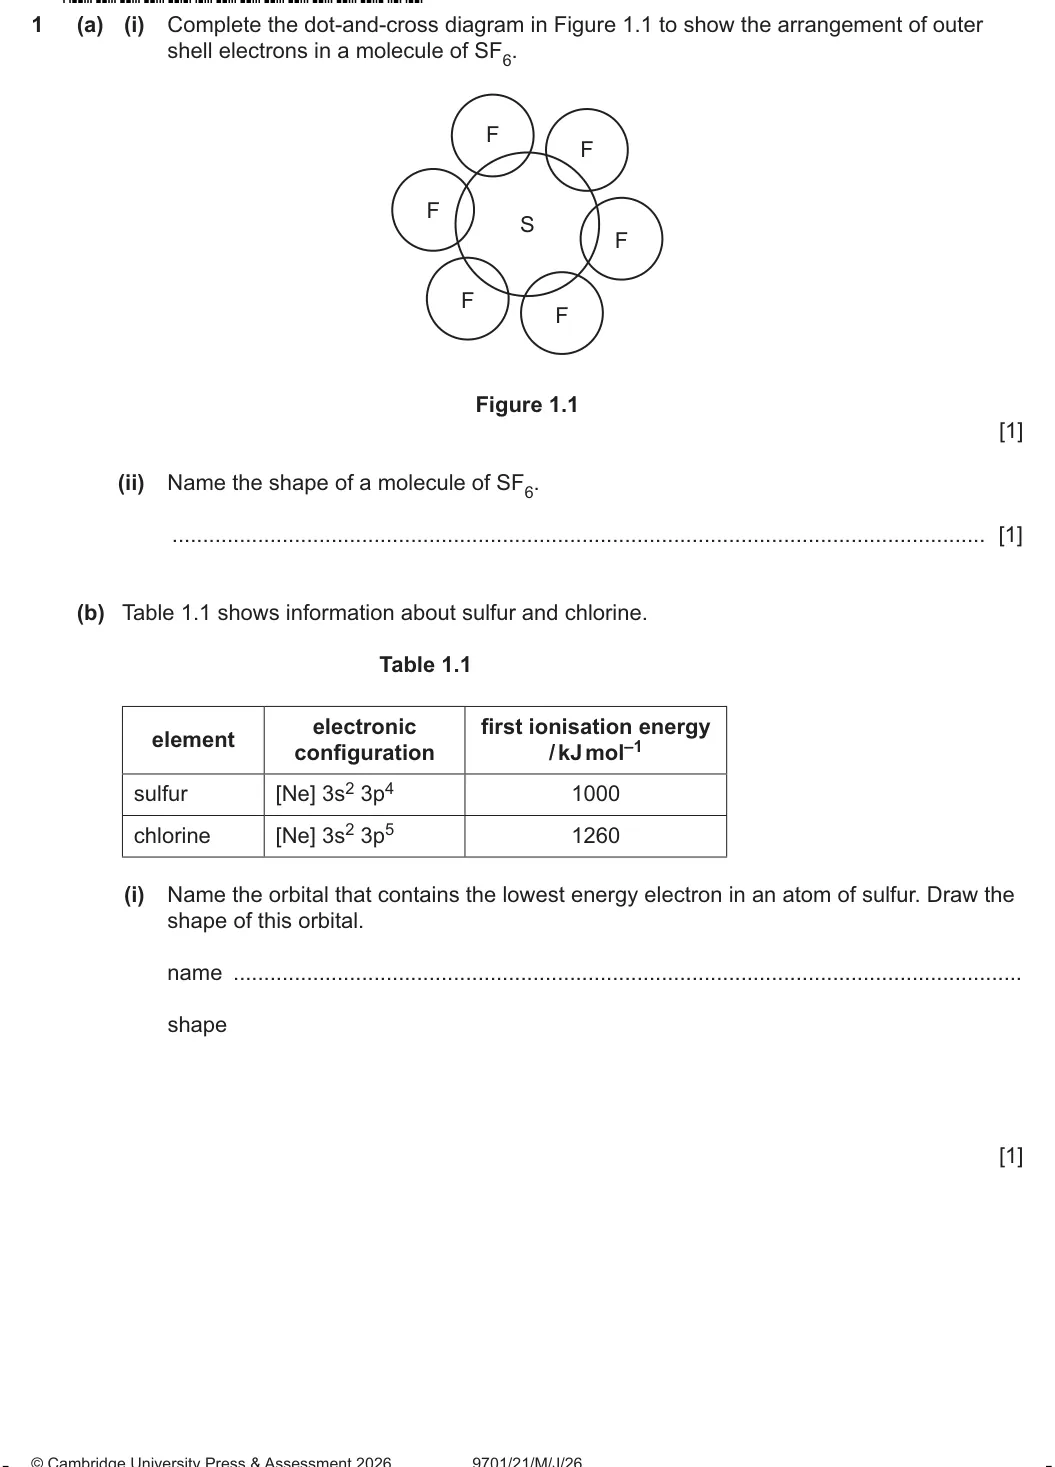 1 (a) (i) Complete the dot-and-cross diagram in Figure 1.1 to show the arrangement of outer
shell electrons in a molecule of SF₆.
F
F
F
S
F
F
F
Figure 1.1
[1]
(ii) Name the shape of a molecule of SF₆.
.......................................................................................................................................... [1]
(b) Table 1.1 shows information about sulfur and chlorine.
Table 1.1
element
electronic configuration
first ionisation energy /kJ mol⁻¹
sulfur [Ne] 3s² 3p⁴ 1000
chlorine [Ne] 3s² 3p⁵ 1260
(i) Name the orbital that contains the lowest energy electron in an atom of sulfur. Draw the
shape of this orbital.
name ..................................................................................................................................
shape
[1]
© Cambridge University Press & Assessment 2026 9701/21/M/J/26